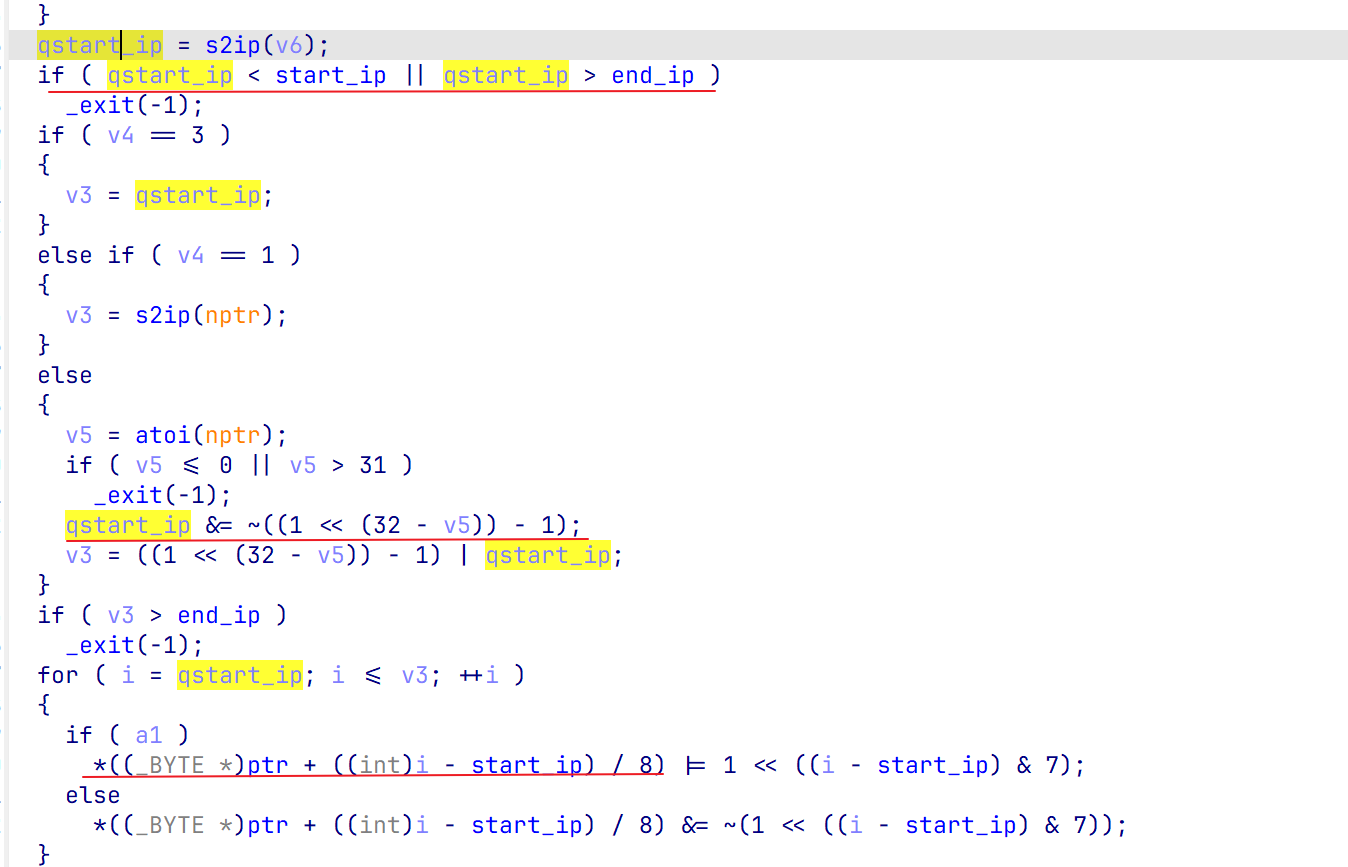 }
qstart_ip = s2ip(v6);
if ( qstart_ip < start_ip || qstart_ip > end_ip )
_exit(-1);
if ( v4 == 3 )
{
v3 = qstart_ip;
}
else if ( v4 == 1 )
{
v3 = s2ip(nptr);
}
else
{
v5 = atoi(nptr);
if ( v5 <= 0 || v5 > 31 )
_exit(-1);
qstart_ip &= ~((1 << (32 - v5)) - 1);
v3 = ((1 << (32 - v5)) - 1) | qstart_ip;
}
if ( v3 > end_ip )
_exit(-1);
for ( i = qstart_ip; i <= v3; ++i )
{
if ( a1 )
*((_BYTE *)ptr + ((int)i - start_ip) / 8) |= 1 << ((i - start_ip) & 7);
else
*((_BYTE *)ptr + ((int)i - start_ip) / 8) &= ~(1 << ((i - start_ip) & 7));
}